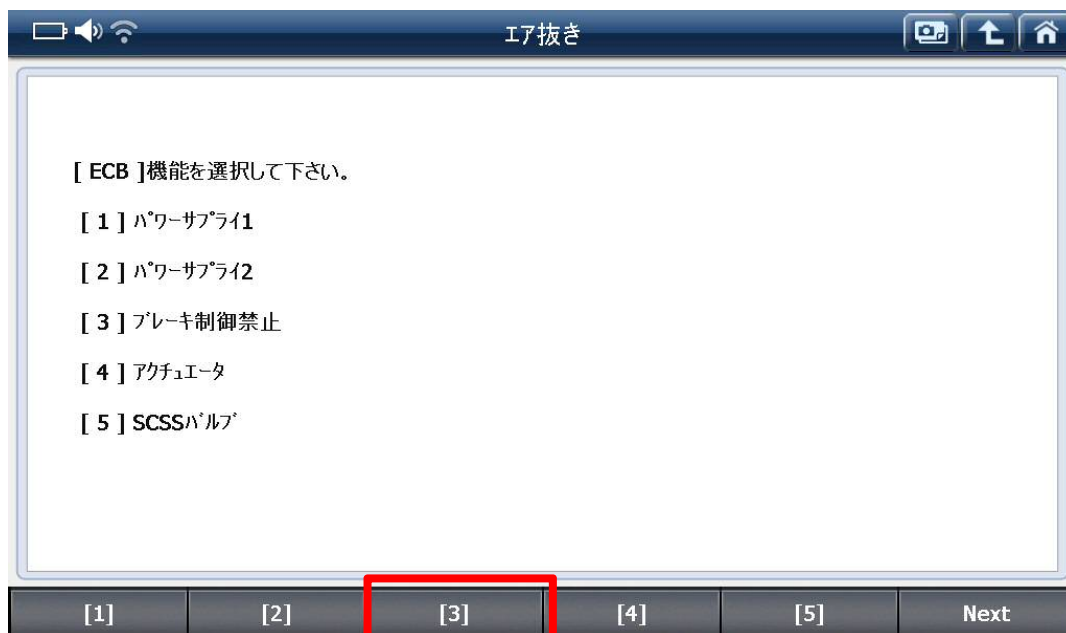 エア抜き
[ ECB ]機能を選択して下さい。
[ 1 ] ﾊﾟﾜｰｻﾌﾟﾗｲ1
[ 2 ] ﾊﾟﾜｰｻﾌﾟﾗｲ2
[ 3 ] ﾌﾞﾚｰｷ制御禁止
[ 4 ] ｱｸﾁｭｴｰﾀ
[ 5 ] SCSSﾊﾞﾙﾌﾞ
[1] [2] [3] [4] [5] Next